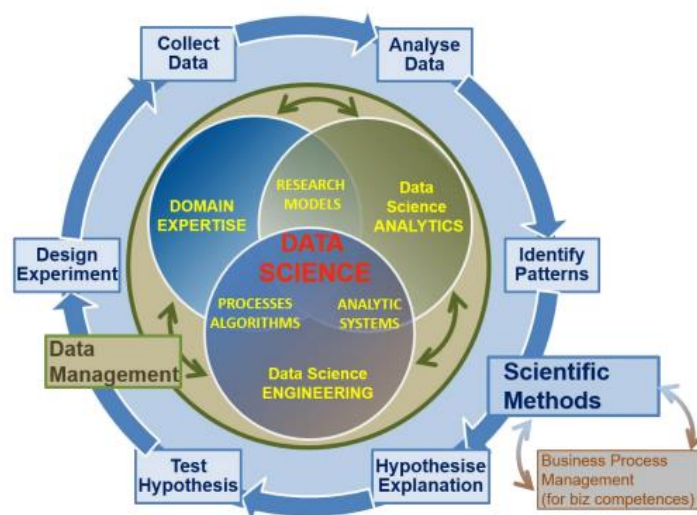 Collect
Data
Analyse
Data
RESEARCH
MODELS
DOMAIN
EXPERTISE
Data
Science
ANALYTICS
DATA
SCIENCE
Design
Experiment
Identify
Patterns
PROCESSES
ALGORITHMS
ANALYTIC
SYSTEMS
Data
Management
Data Science
ENGINEERING
Scientific
Methods
Test
Hypothesis
Hypothesise
Explanation
Business Process
Management
(for biz competences)